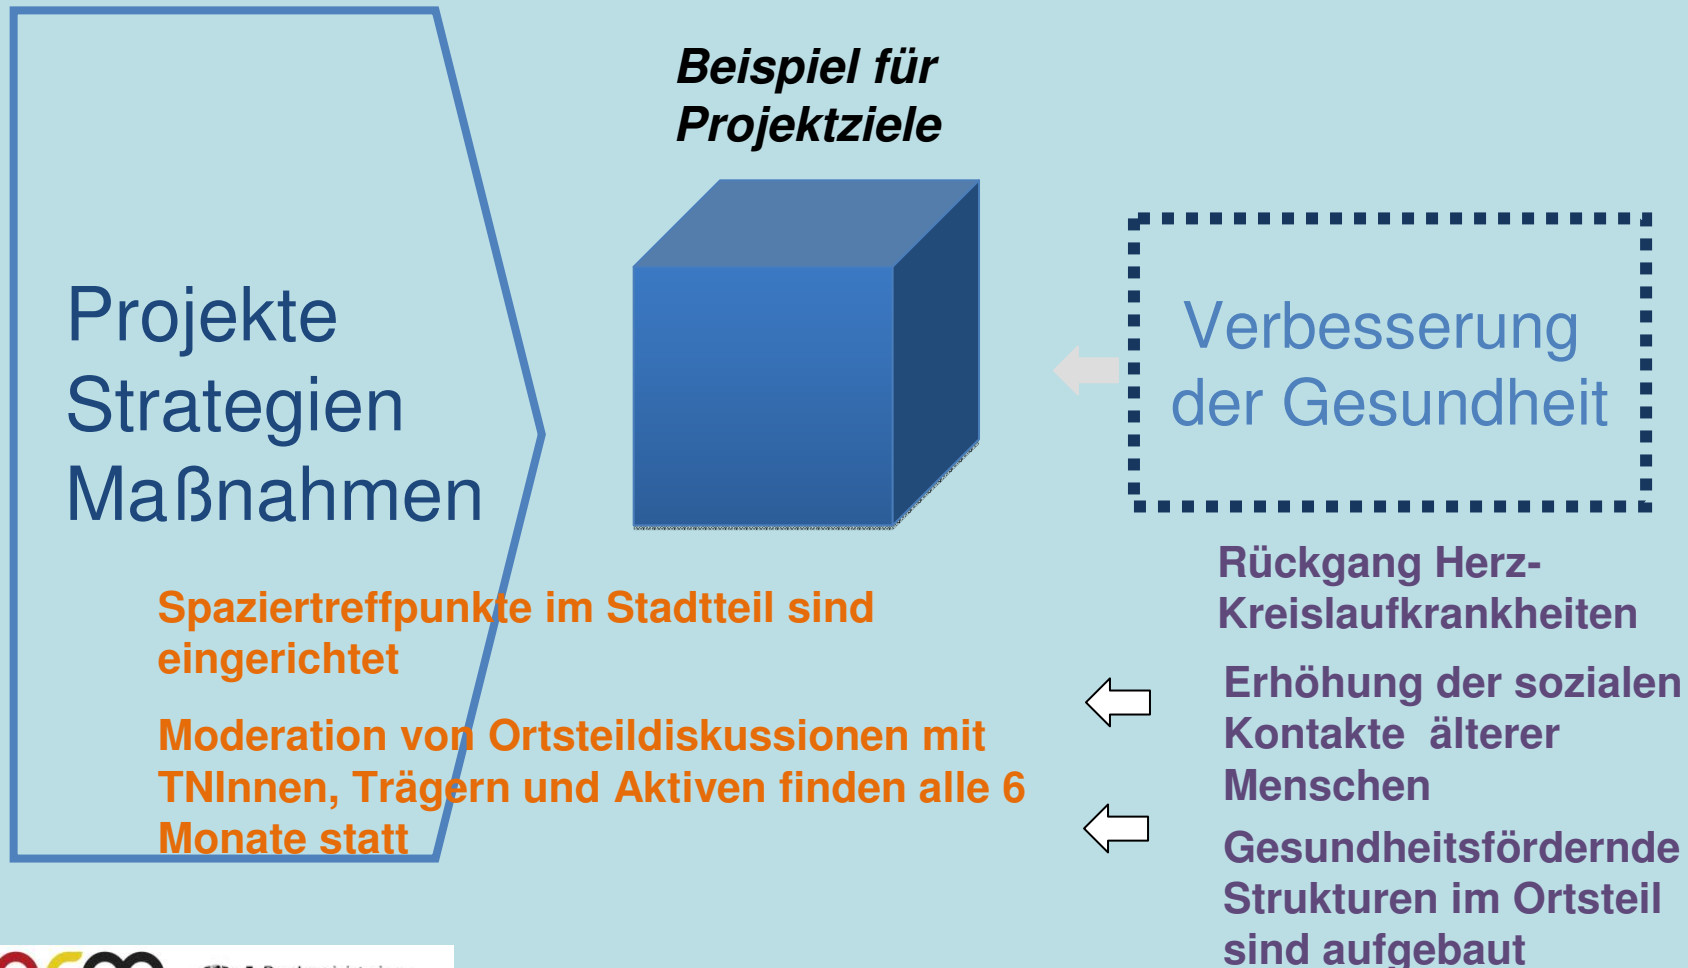 Beispiel für
Projektziele
Projekte
Strategien
Maßnahmen
Verbesserung
der Gesundheit
Spaziertreffpunkte im Stadtteil sind
eingerichtet
Moderation von Ortsteildiskussionen mit
TNInnen, Trägern und Aktiven finden alle 6
Monate statt
Rückgang Herz-
Kreislaufkrankheiten
Erhöhung der sozialen
Kontakte älterer
Menschen
Gesundheitsfördernde
Strukturen im Ortsteil
sind aufgebaut